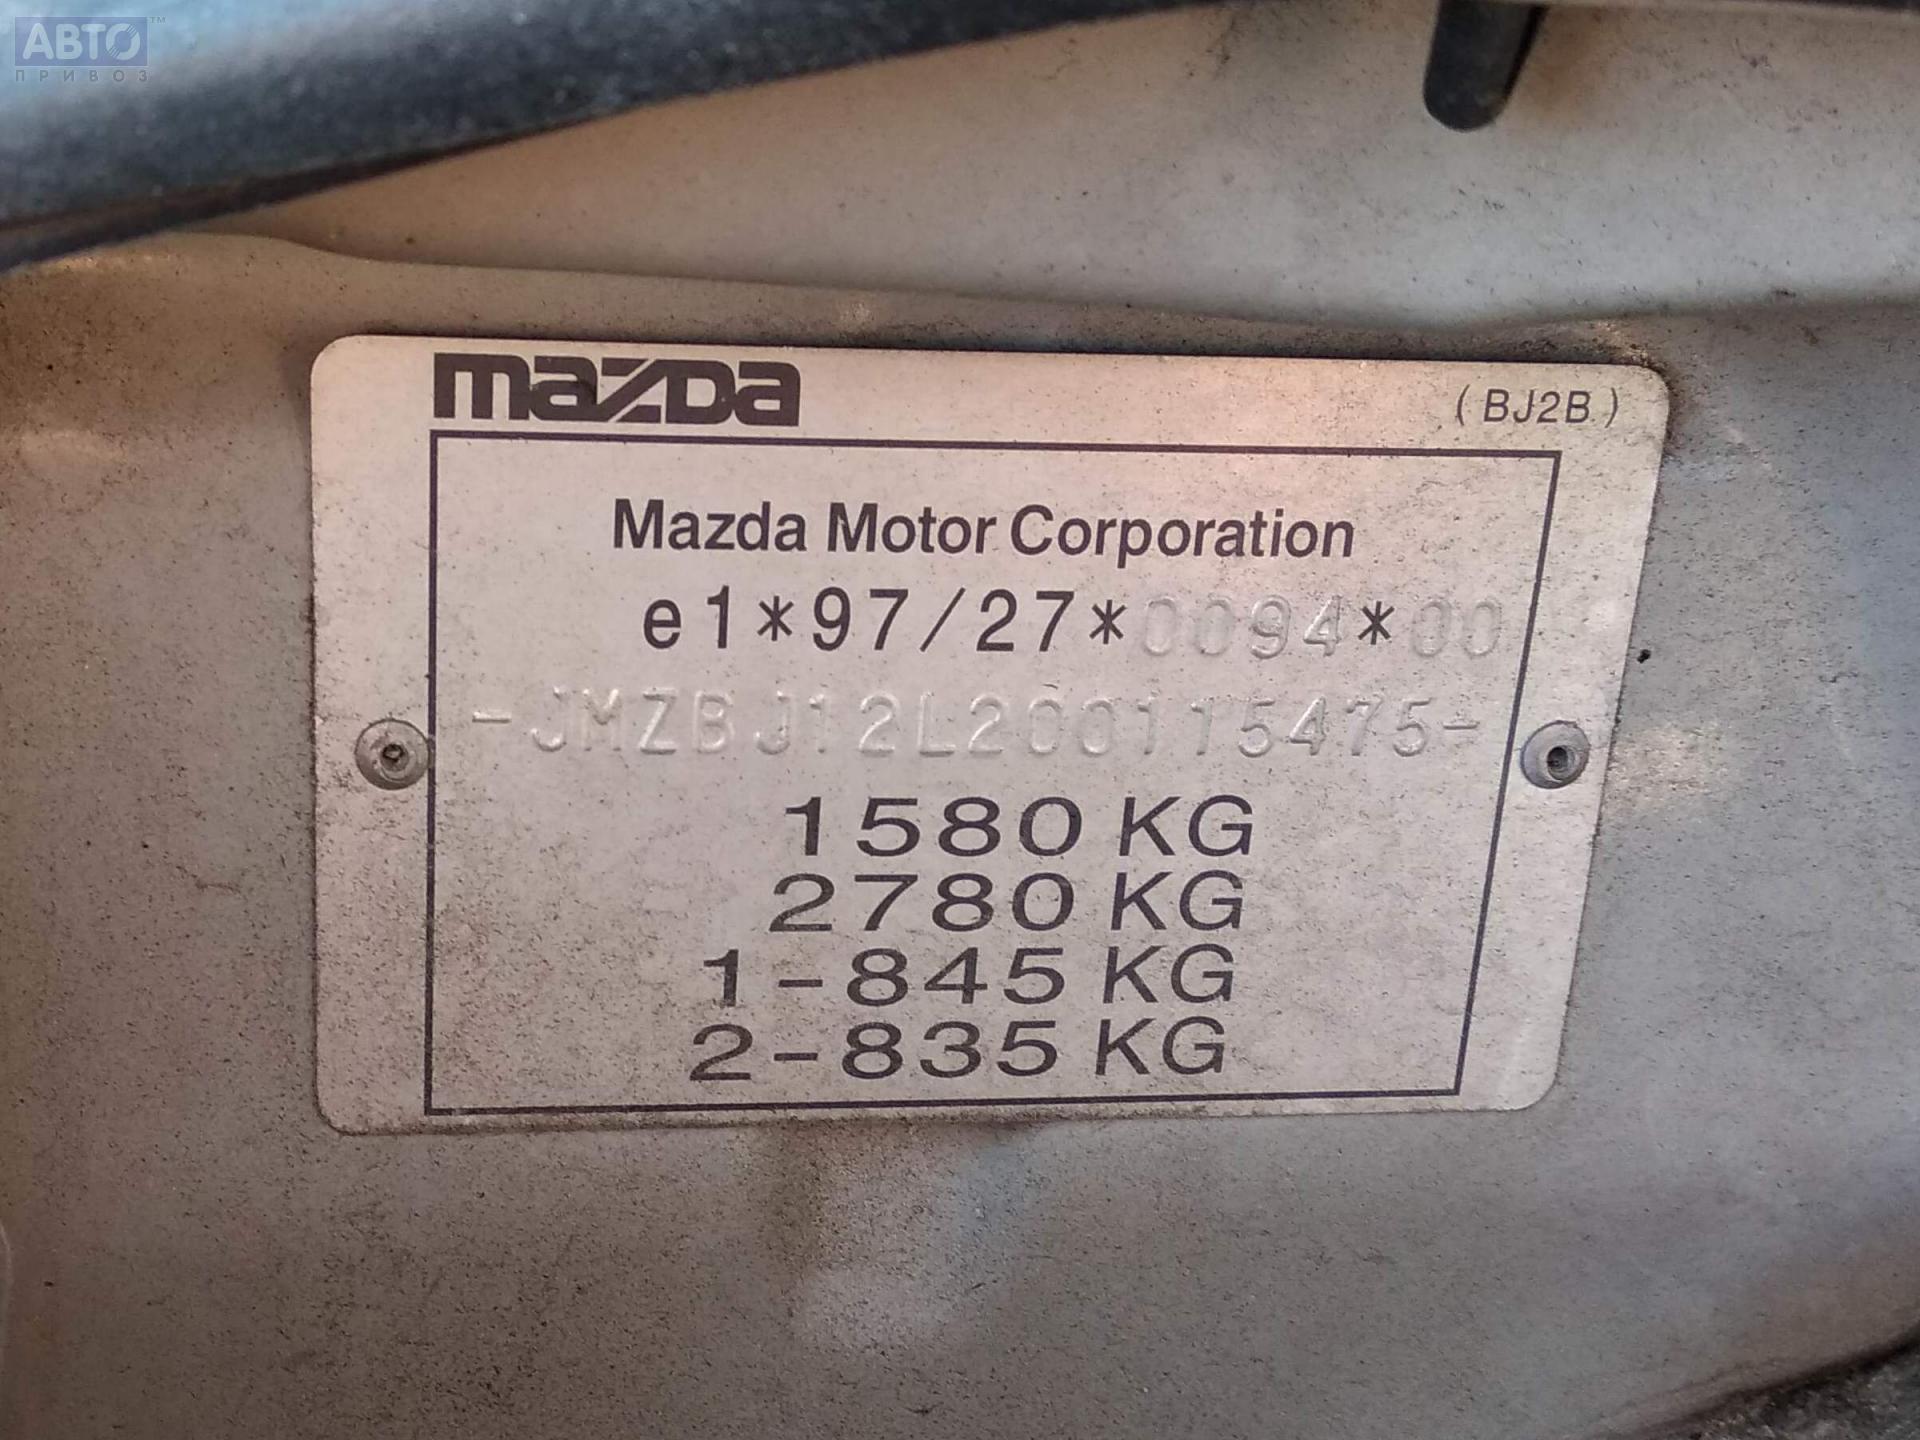 АВТО™
ПРИВОЗ
mazda (BJ2B)
Mazda Motor Corporation
e1*97/27*0094*00
-JMZBJ12L200115475-
1580 KG
2780 KG
1-845 KG
2-835 KG